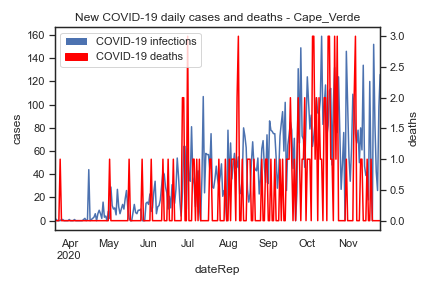 New COVID-19 daily cases and deaths - Cape_Verde
COVID-19 infections
COVID-19 deaths
cases
160
140
120
100
80
60
40
20
0
deaths
3.0
2.5
2.0
1.5
1.0
0.5
0.0
Apr May Jun Jul Aug Sep Oct Nov
2020
dateRep